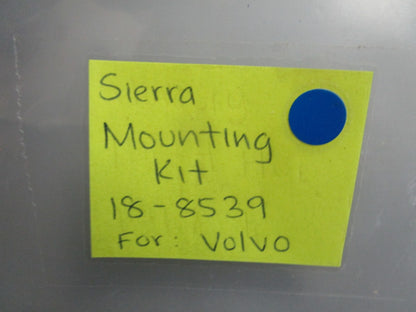 Sierra
Mounting
Kit
18-8539
For: Volvo